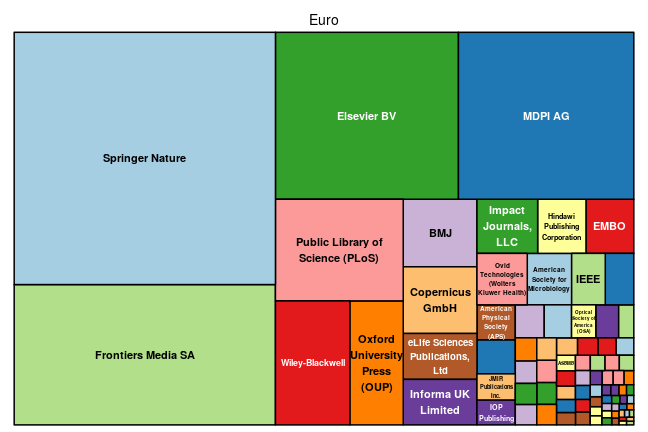 Euro
Springer Nature
Elsevier BV
MDPI AG
Frontiers Media SA
Public Library of
Science (PLoS)
BMJ
Impact
Journals,
LLC
Hindawi
Publishing
Corporation
EMBO
Copernicus
GmbH
Ovid
Technologies
(Wolters
Kluwer Health)
American
Society for
Microbiology
IEEE
Wiley-Blackwell
Oxford
University
Press
(OUP)
eLife Sciences
Publications,
Ltd
American
Physical
Society
(APS)
Optical
Society of
America
(OSA)
Informa UK
Limited
JMIR
Publications
Inc.
IOP
Publishing